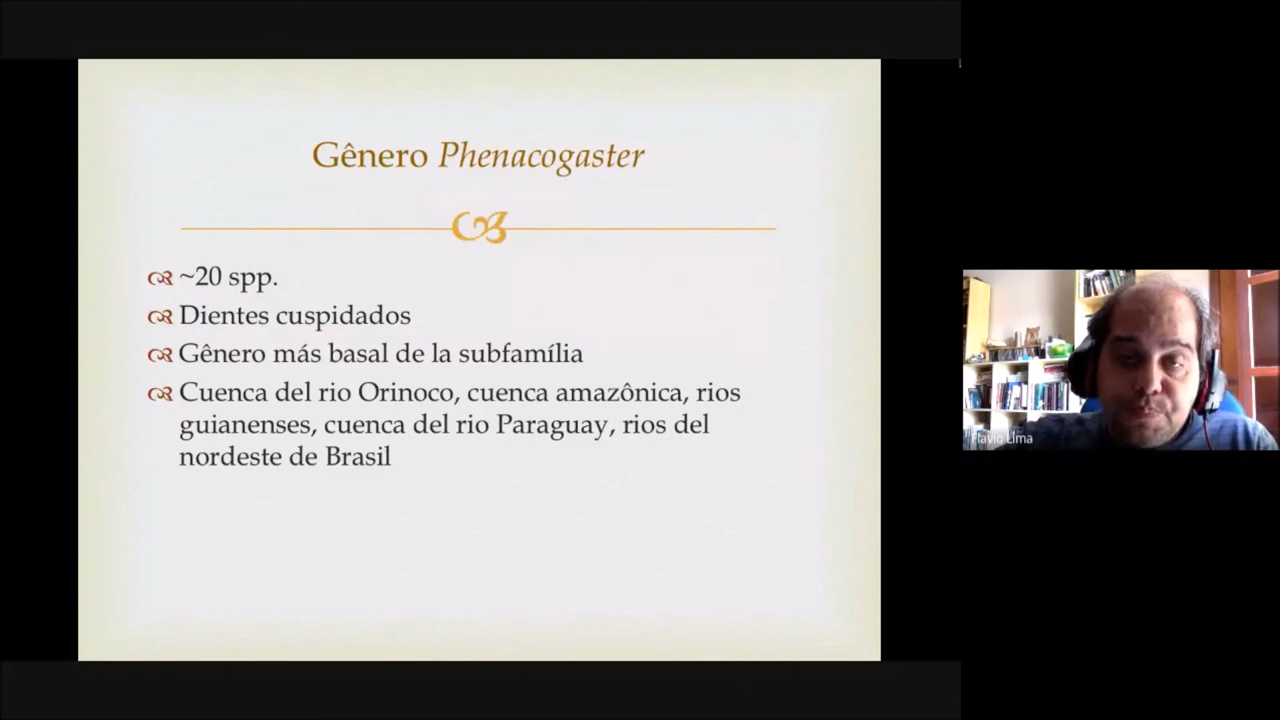 Gênero Phenacogaster
~20 spp.
Dientes cuspidados
Gênero más basal de la subfamília
Cuenca del rio Orinoco, cuenca amazônica, rios
guianenses, cuenca del rio Paraguay, rios del
nordeste de Brasil
Flavio Lima